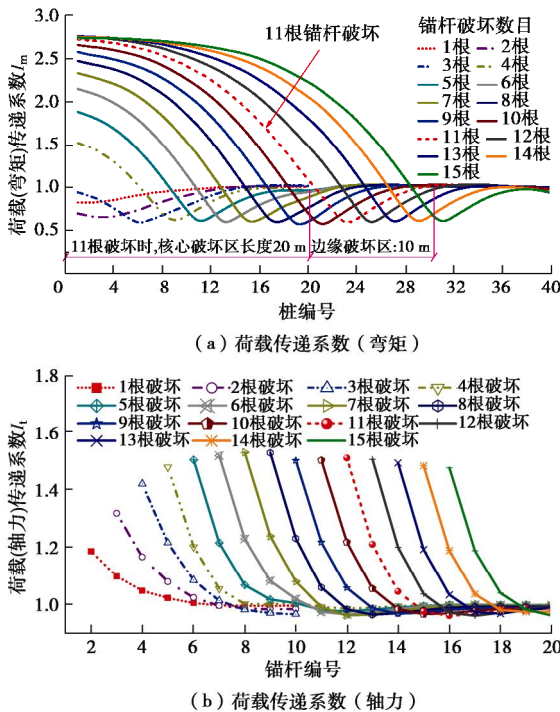 11根锚杆破坏
锚杆破坏数目
1根 2根
3根 4根
5根 6根
7根 8根
9根 10根
11根 12根
13根 14根
15根
荷载(弯矩)传递系数Im
3.0
2.5
2.0
1.5
1.0
0.5
11根破坏时,核心破坏区长度20 m
边缘破坏区:10 m
0 4 8 12 16 20 24 28 32 36 40
桩编号
(a)荷载传递系数(弯矩)
1根破坏 2根破坏 3根破坏 4根破坏
5根破坏 6根破坏 7根破坏 8根破坏
9根破坏 10根破坏 11根破坏 12根破坏
13根破坏 14根破坏 15根破坏
荷载(轴力)传递系数It
1.8
1.6
1.4
1.2
1.0
2 4 6 8 10 12 14 16 18 20
锚杆编号
(b)荷载传递系数(轴力)